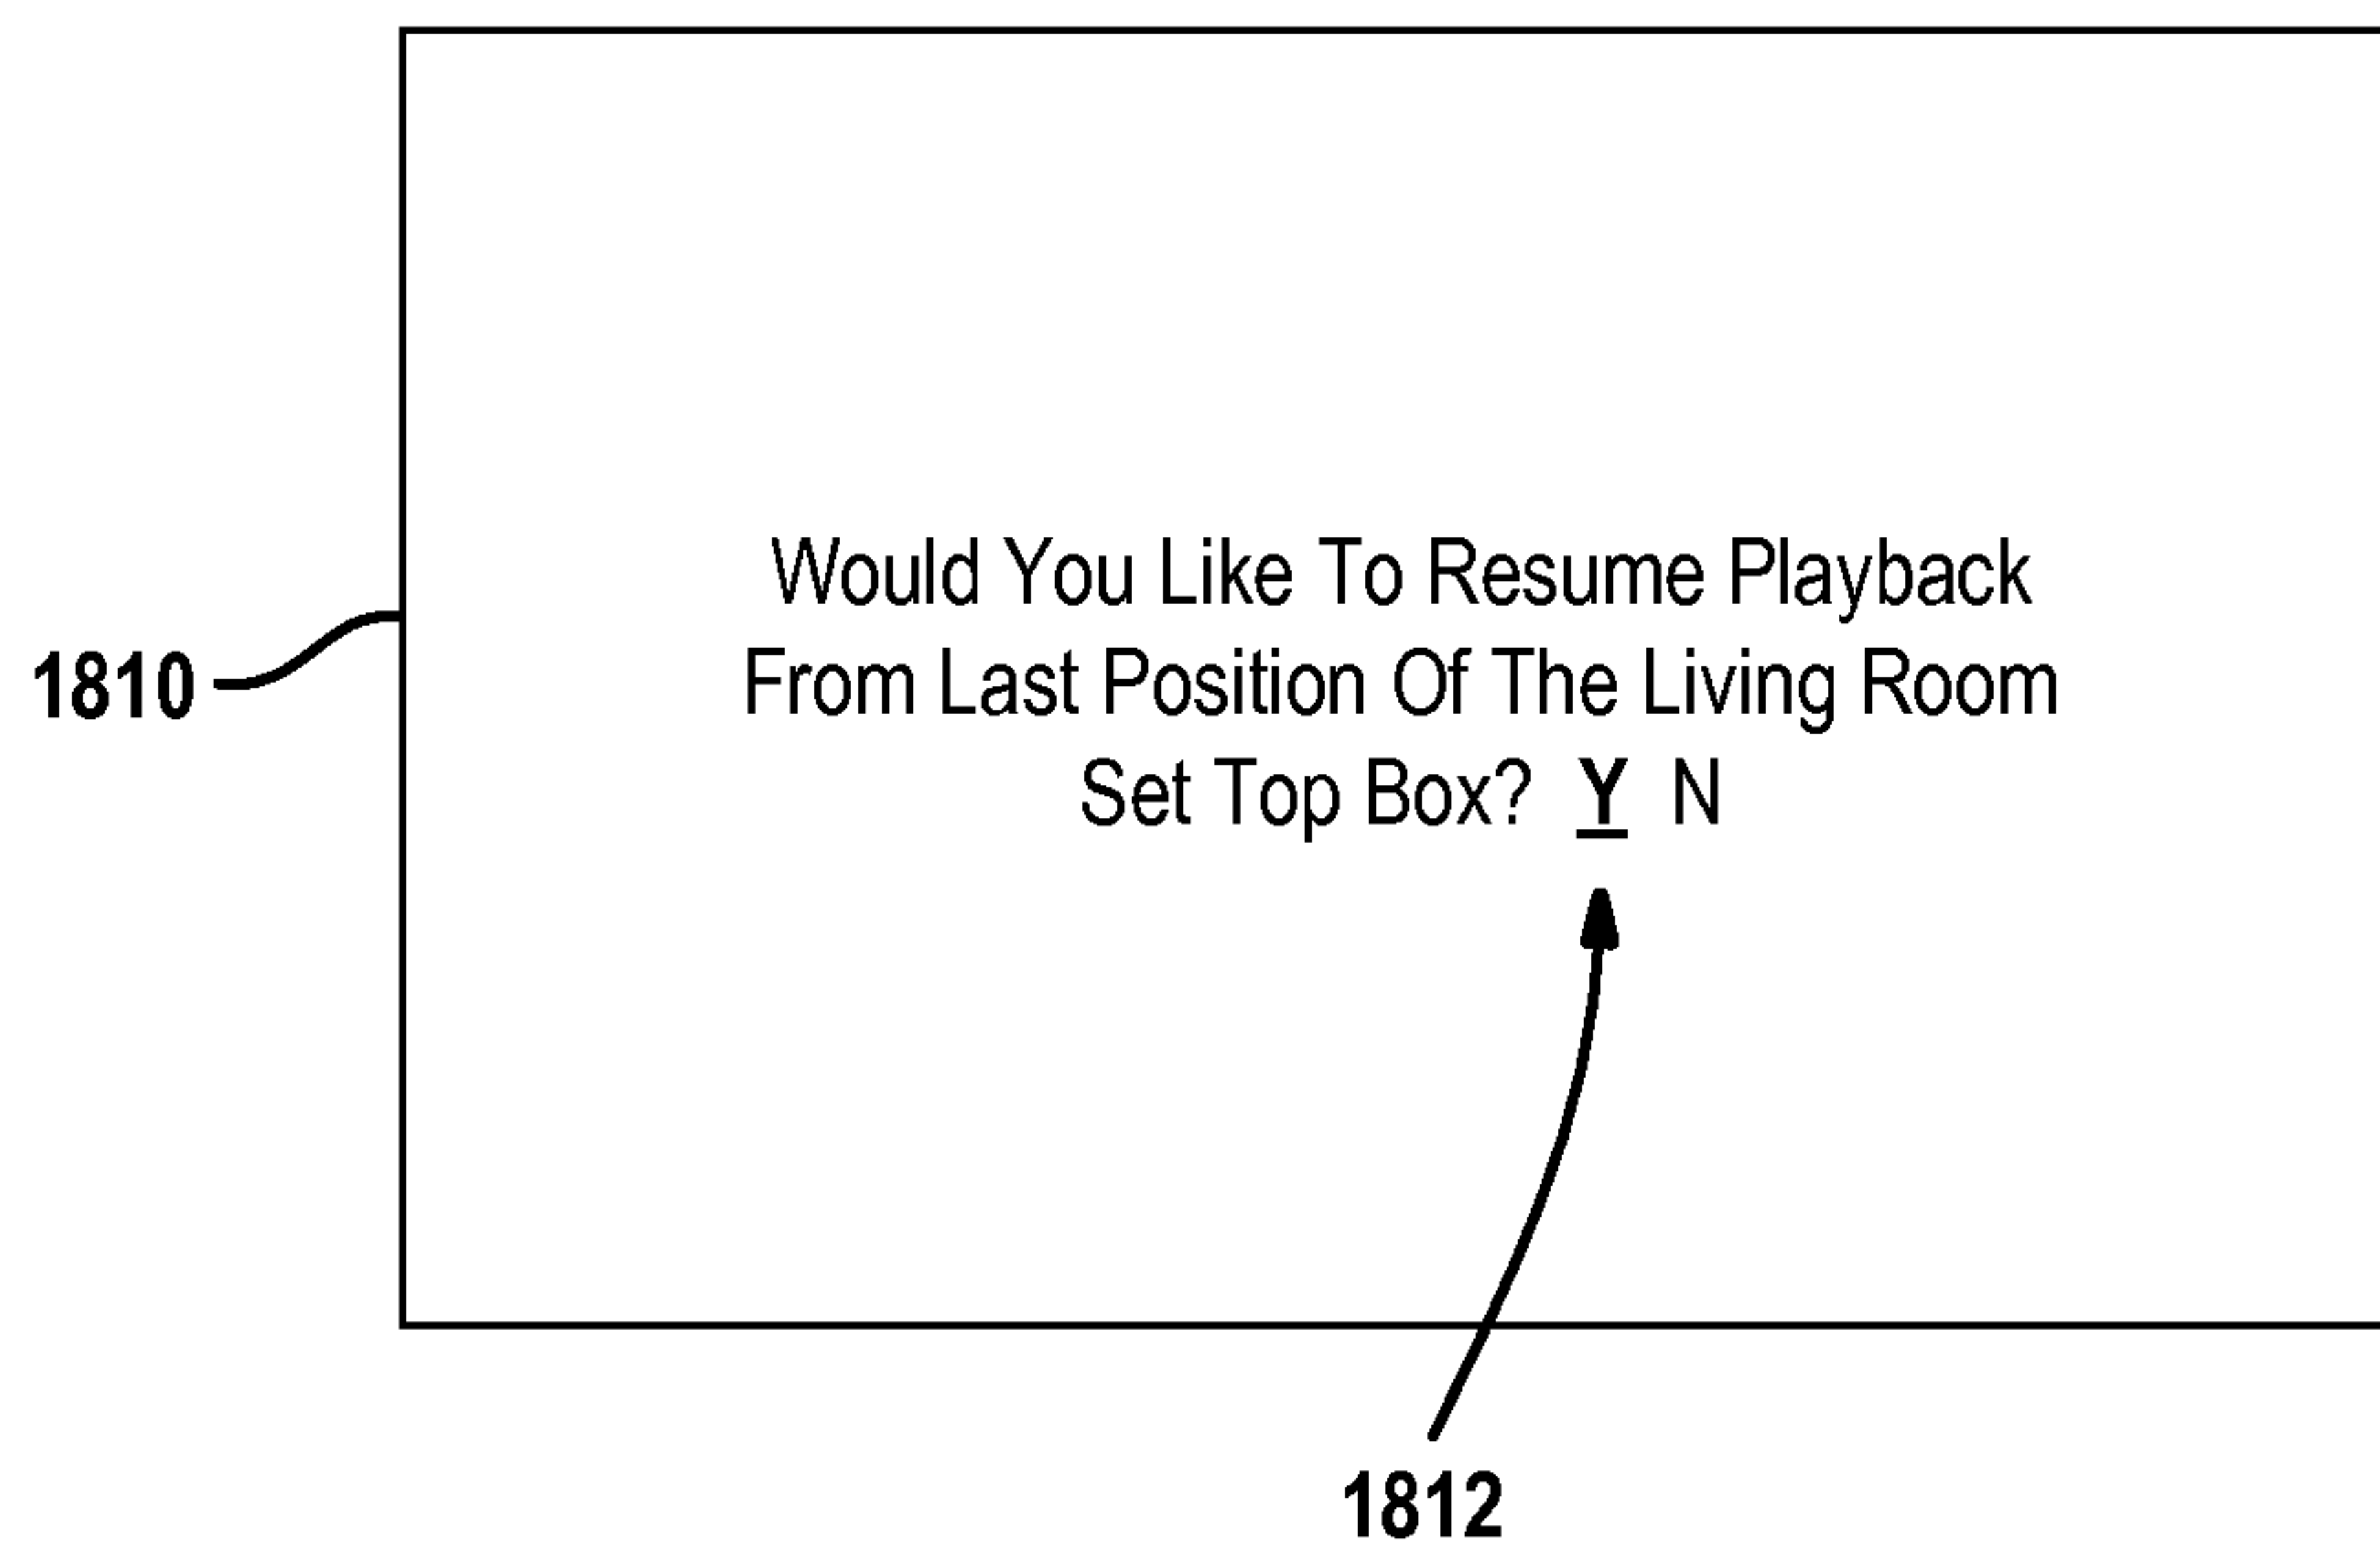 Would You Like To Resume Playback
From Last Position Of The Living Room
Set Top Box? Y N
1810
1812